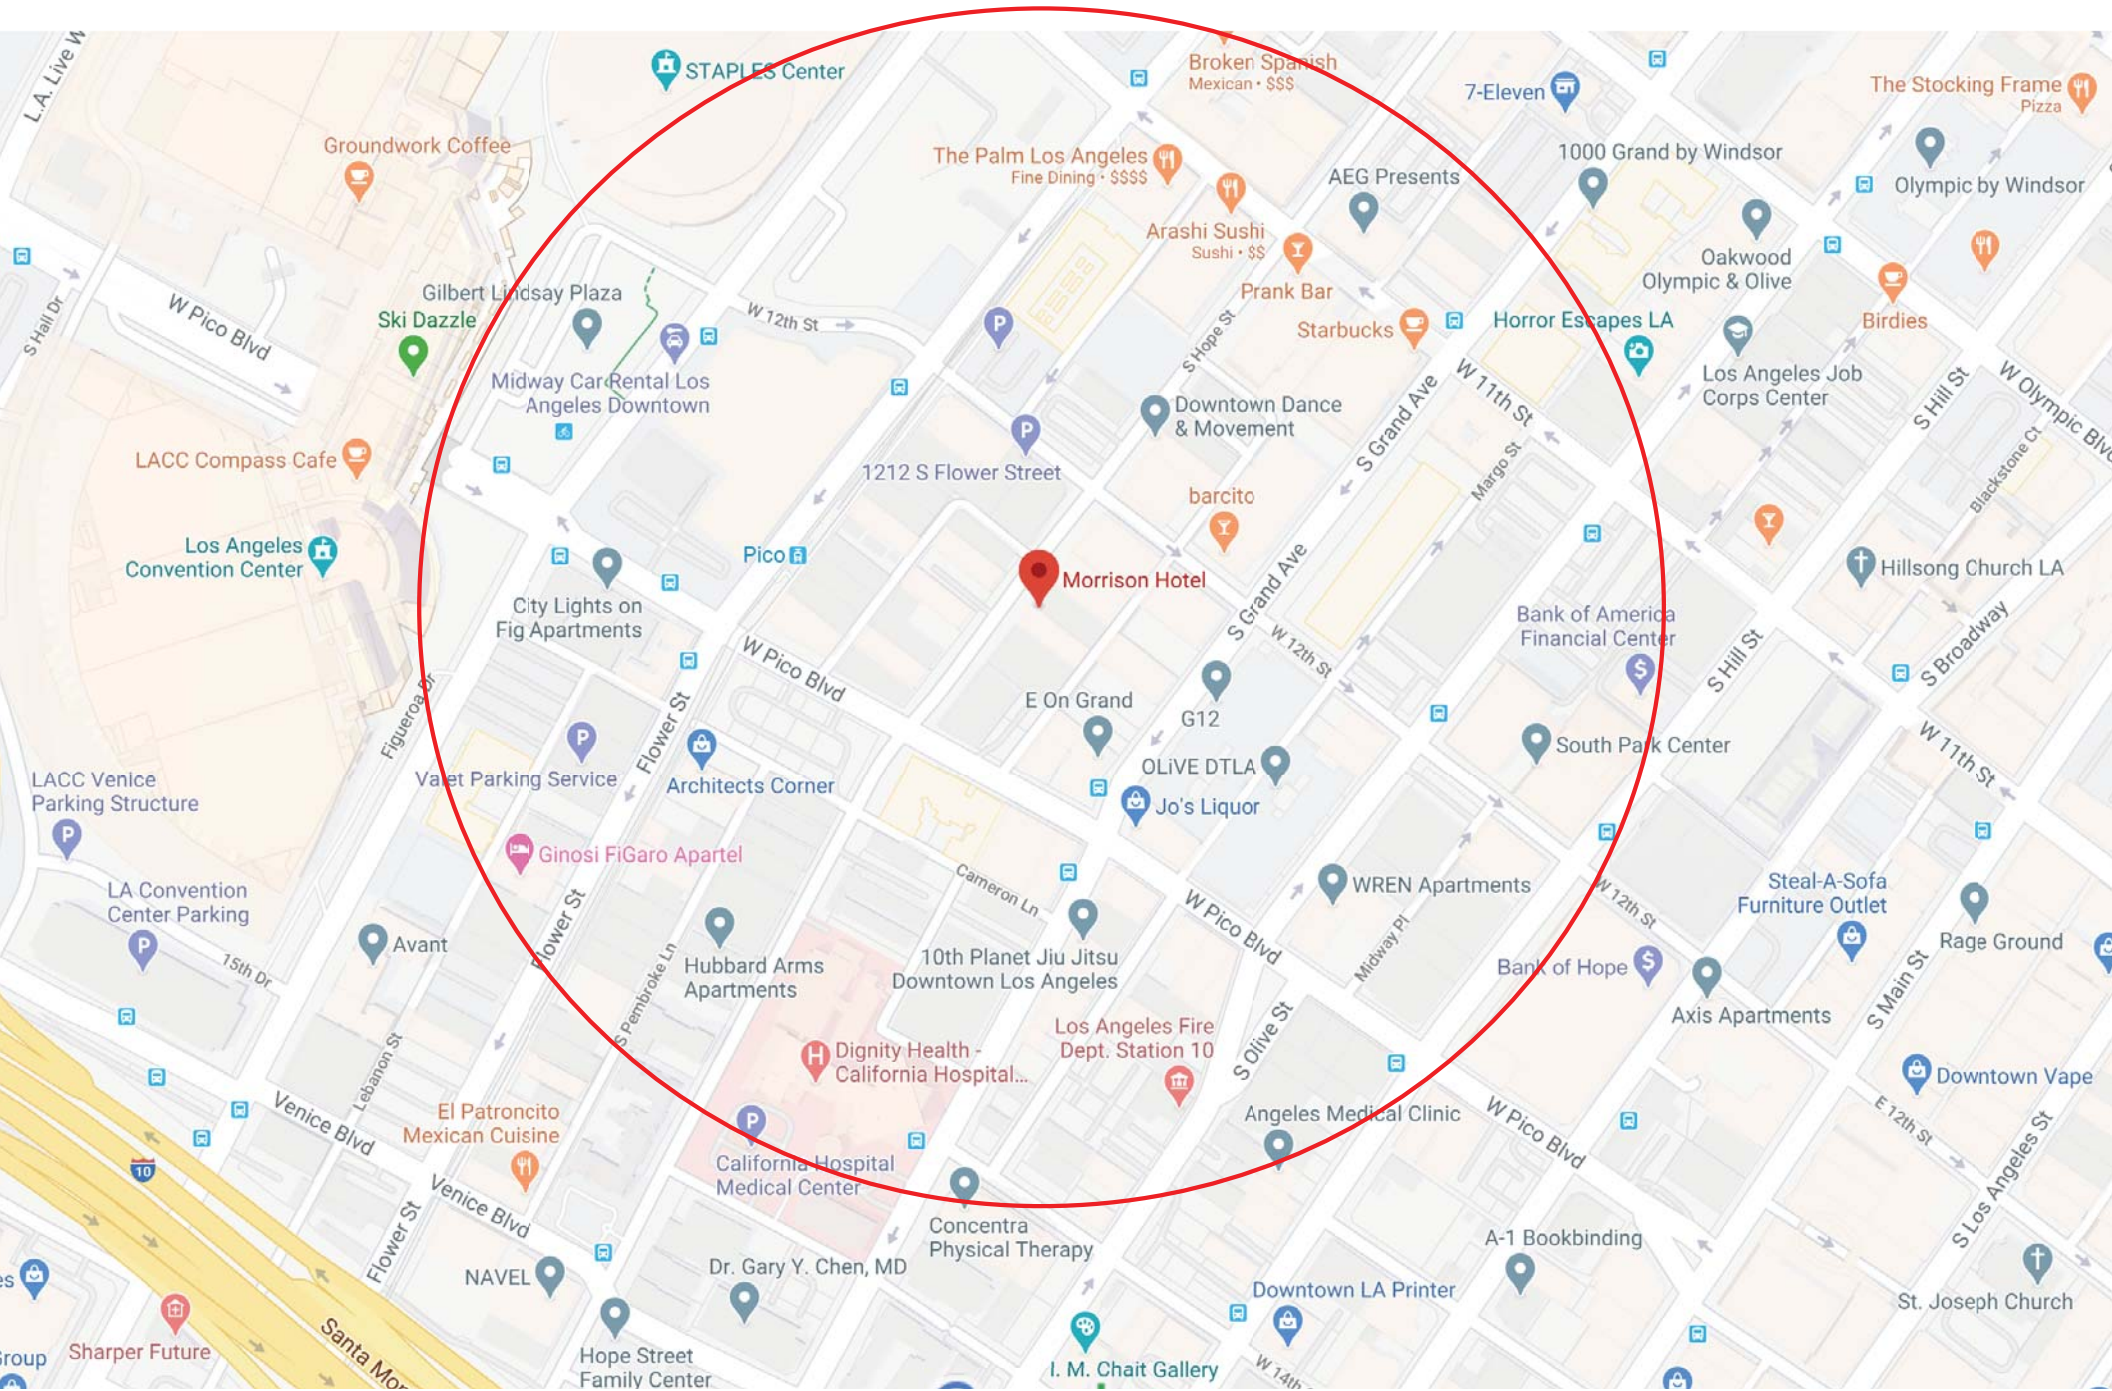 L.A. Live W
STAPLES Center
Broken Spanish
Mexican • $$$
7-Eleven
The Stocking Frame
Pizza
Groundwork Coffee
The Palm Los Angeles
Fine Dining • $$$$
AEG Presents
1000 Grand by Windsor
Olympic by Windsor
Arashi Sushi
Sushi • $$
Oakwood
Olympic & Olive
Gilbert Lindsay Plaza
Ski Dazzle
W Pico Blvd
S Hall Dr
W 12th St
P
Prank Bar
Starbucks
S Hope St
Horror Escapes LA
Birdies
Midway Car Rental Los
Angeles Downtown
Los Angeles Job
Corps Center
W 11th St
S Hill St
W Olympic Blvd
Downtown Dance
& Movement
S Grand Ave
P
1212 S Flower Street
LACC Compass Cafe
Margo St
Blackstone Ct
barcito
Los Angeles
Convention Center
Pico
Morrison Hotel
Hillsong Church LA
City Lights on
Fig Apartments
S Grand Ave
W 12th St
Bank of America
Financial Center
$
S Broadway
S Hill St
W Pico Blvd
Figueroa Dr
Flower St
E On Grand
G12
South Park Center
W 11th St
P
Valet Parking Service
Architects Corner
OLiVE DTLA
Jo's Liquor
LACC Venice
Parking Structure
P
Ginosi FiGaro Apartel
Cameron Ln
WREN Apartments
W 12th St
Steal-A-Sofa
Furniture Outlet
LA Convention
Center Parking
P
Avant
Flower St
W Pico Blvd
Midway Pl
Rage Ground
15th Dr
Hubbard Arms
Apartments
10th Planet Jiu Jitsu
Downtown Los Angeles
Bank of Hope
$
Axis Apartments
S Main St
S Pembroke Ln
Los Angeles Fire
Dept. Station 10
S Olive St
H
Dignity Health -
California Hospital...
Lebanon St
Downtown Vape
Venice Blvd
El Patroncito
Mexican Cuisine
P
Angeles Medical Clinic
W Pico Blvd
E 12th St
10
California Hospital
Medical Center
S Los Angeles St
Venice Blvd
Flower St
Concentra
Physical Therapy
A-1 Bookbinding
NAVEL
Dr. Gary Y. Chen, MD
Downtown LA Printer
St. Joseph Church
Sharper Future
Santa Mon
Hope Street
Family Center
I. M. Chait Gallery
W 14th